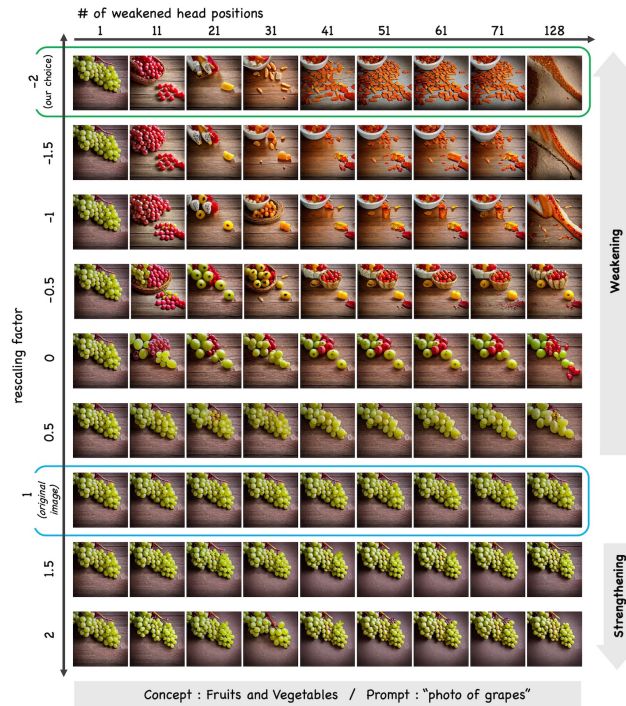 # of weakened head positions
1 11 21 31 41 51 61 71 128
-2
(our choice)
-1.5
-1
-0.5
0
0.5
1
(original
image)
1.5
2
rescaling factor
Weakening
Strengthening
Concept : Fruits and Vegetables / Prompt : "photo of grapes"